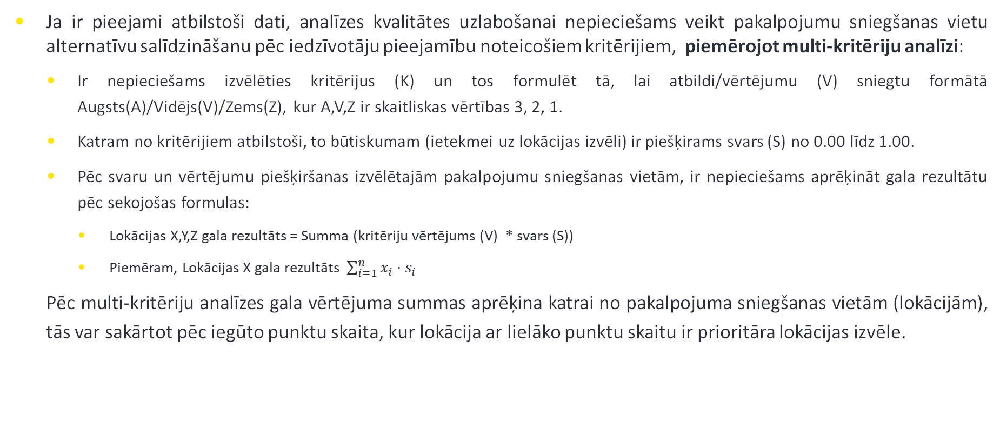 • Ja ir pieejami atbilstoši dati, analīzes kvalitātes uzlabošanai nepieciešams veikt pakalpojumu sniegšanas vietu
alternatīvu salīdzināšanu pēc iedzīvotāju pieejamību noteicošiem kritērijiem, piemērojot multi-kritēriju analīzi:
• Ir nepieciešams izvēlēties kritērijus (K) un tos formulēt tā, lai atbildi/vērtējumu (V) sniegtu formātā
Augsts(A)/Vidējs(V)/Zems(Z), kur A,V,Z ir skaitliskas vērtības 3, 2, 1.
• Katram no kritērijiem atbilstoši, to būtiskumam (ietekmei uz lokācijas izvēli) ir piešķirams svars (S) no 0.00 līdz 1.00.
• Pēc svaru un vērtējumu piešķiršanas izvēlētajām pakalpojumu sniegšanas vietām, ir nepieciešams aprēķināt gala rezultātu
pēc sekojošas formulas:
• Lokācijas X,Y,Z gala rezultāts = Summa (kritēriju vērtējums (V) * svars (S))
• Piemēram, Lokācijas X gala rezultāts $\sum_{i=1}^{n} x_i \cdot s_i$
Pēc multi-kritēriju analīzes gala vērtējuma summas aprēķina katrai no pakalpojuma sniegšanas vietām (lokācijām),
tās var sakārtot pēc iegūto punktu skaita, kur lokācija ar lielāko punktu skaitu ir prioritāra lokācijas izvēle.